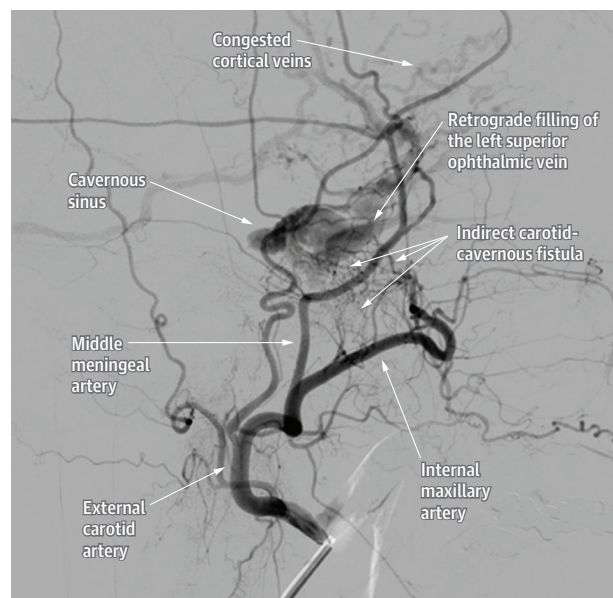 Congested
cortical veins
Retrograde filling of
the left superior
ophthalmic vein
Cavernous
sinus
Indirect carotid-
cavernous fistula
Middle
meningeal
artery
Internal
maxillary
artery
External
carotid
artery